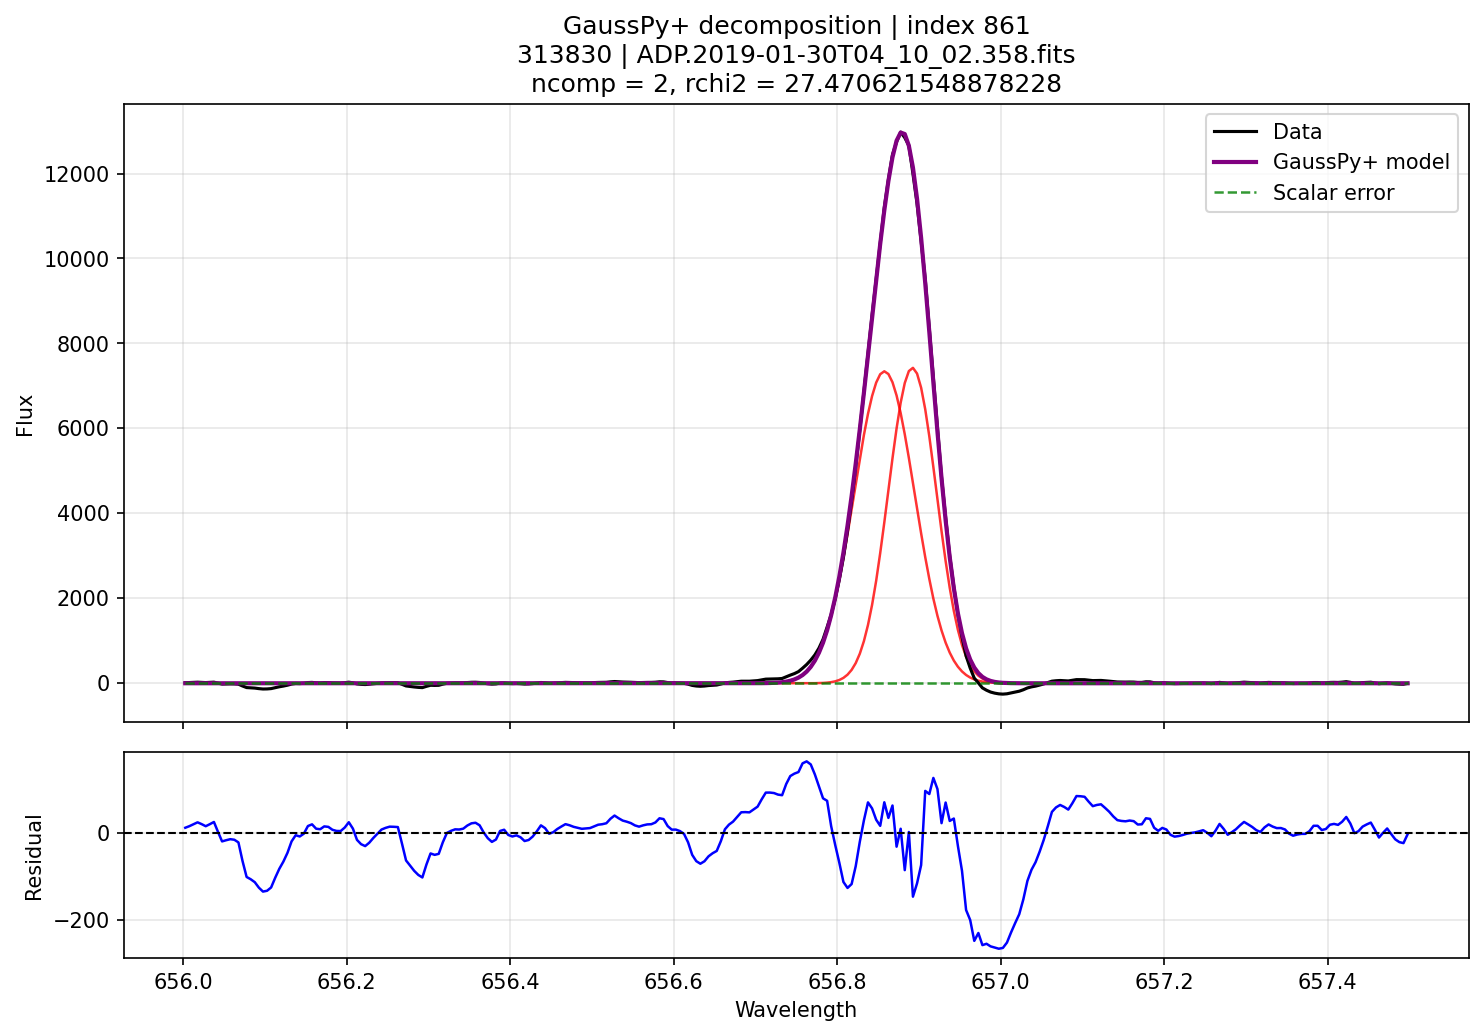 GaussPy+ decomposition | index 861
313830 | ADP.2019-01-30T04_10_02.358.fits
ncomp = 2, rchi2 = 27.470621548878228
Data
GaussPy+ model
Scalar error
12000
10000
8000
6000
4000
2000
0
Flux
0
−200
Residual
656.0 656.2 656.4 656.6 656.8 657.0 657.2 657.4
Wavelength